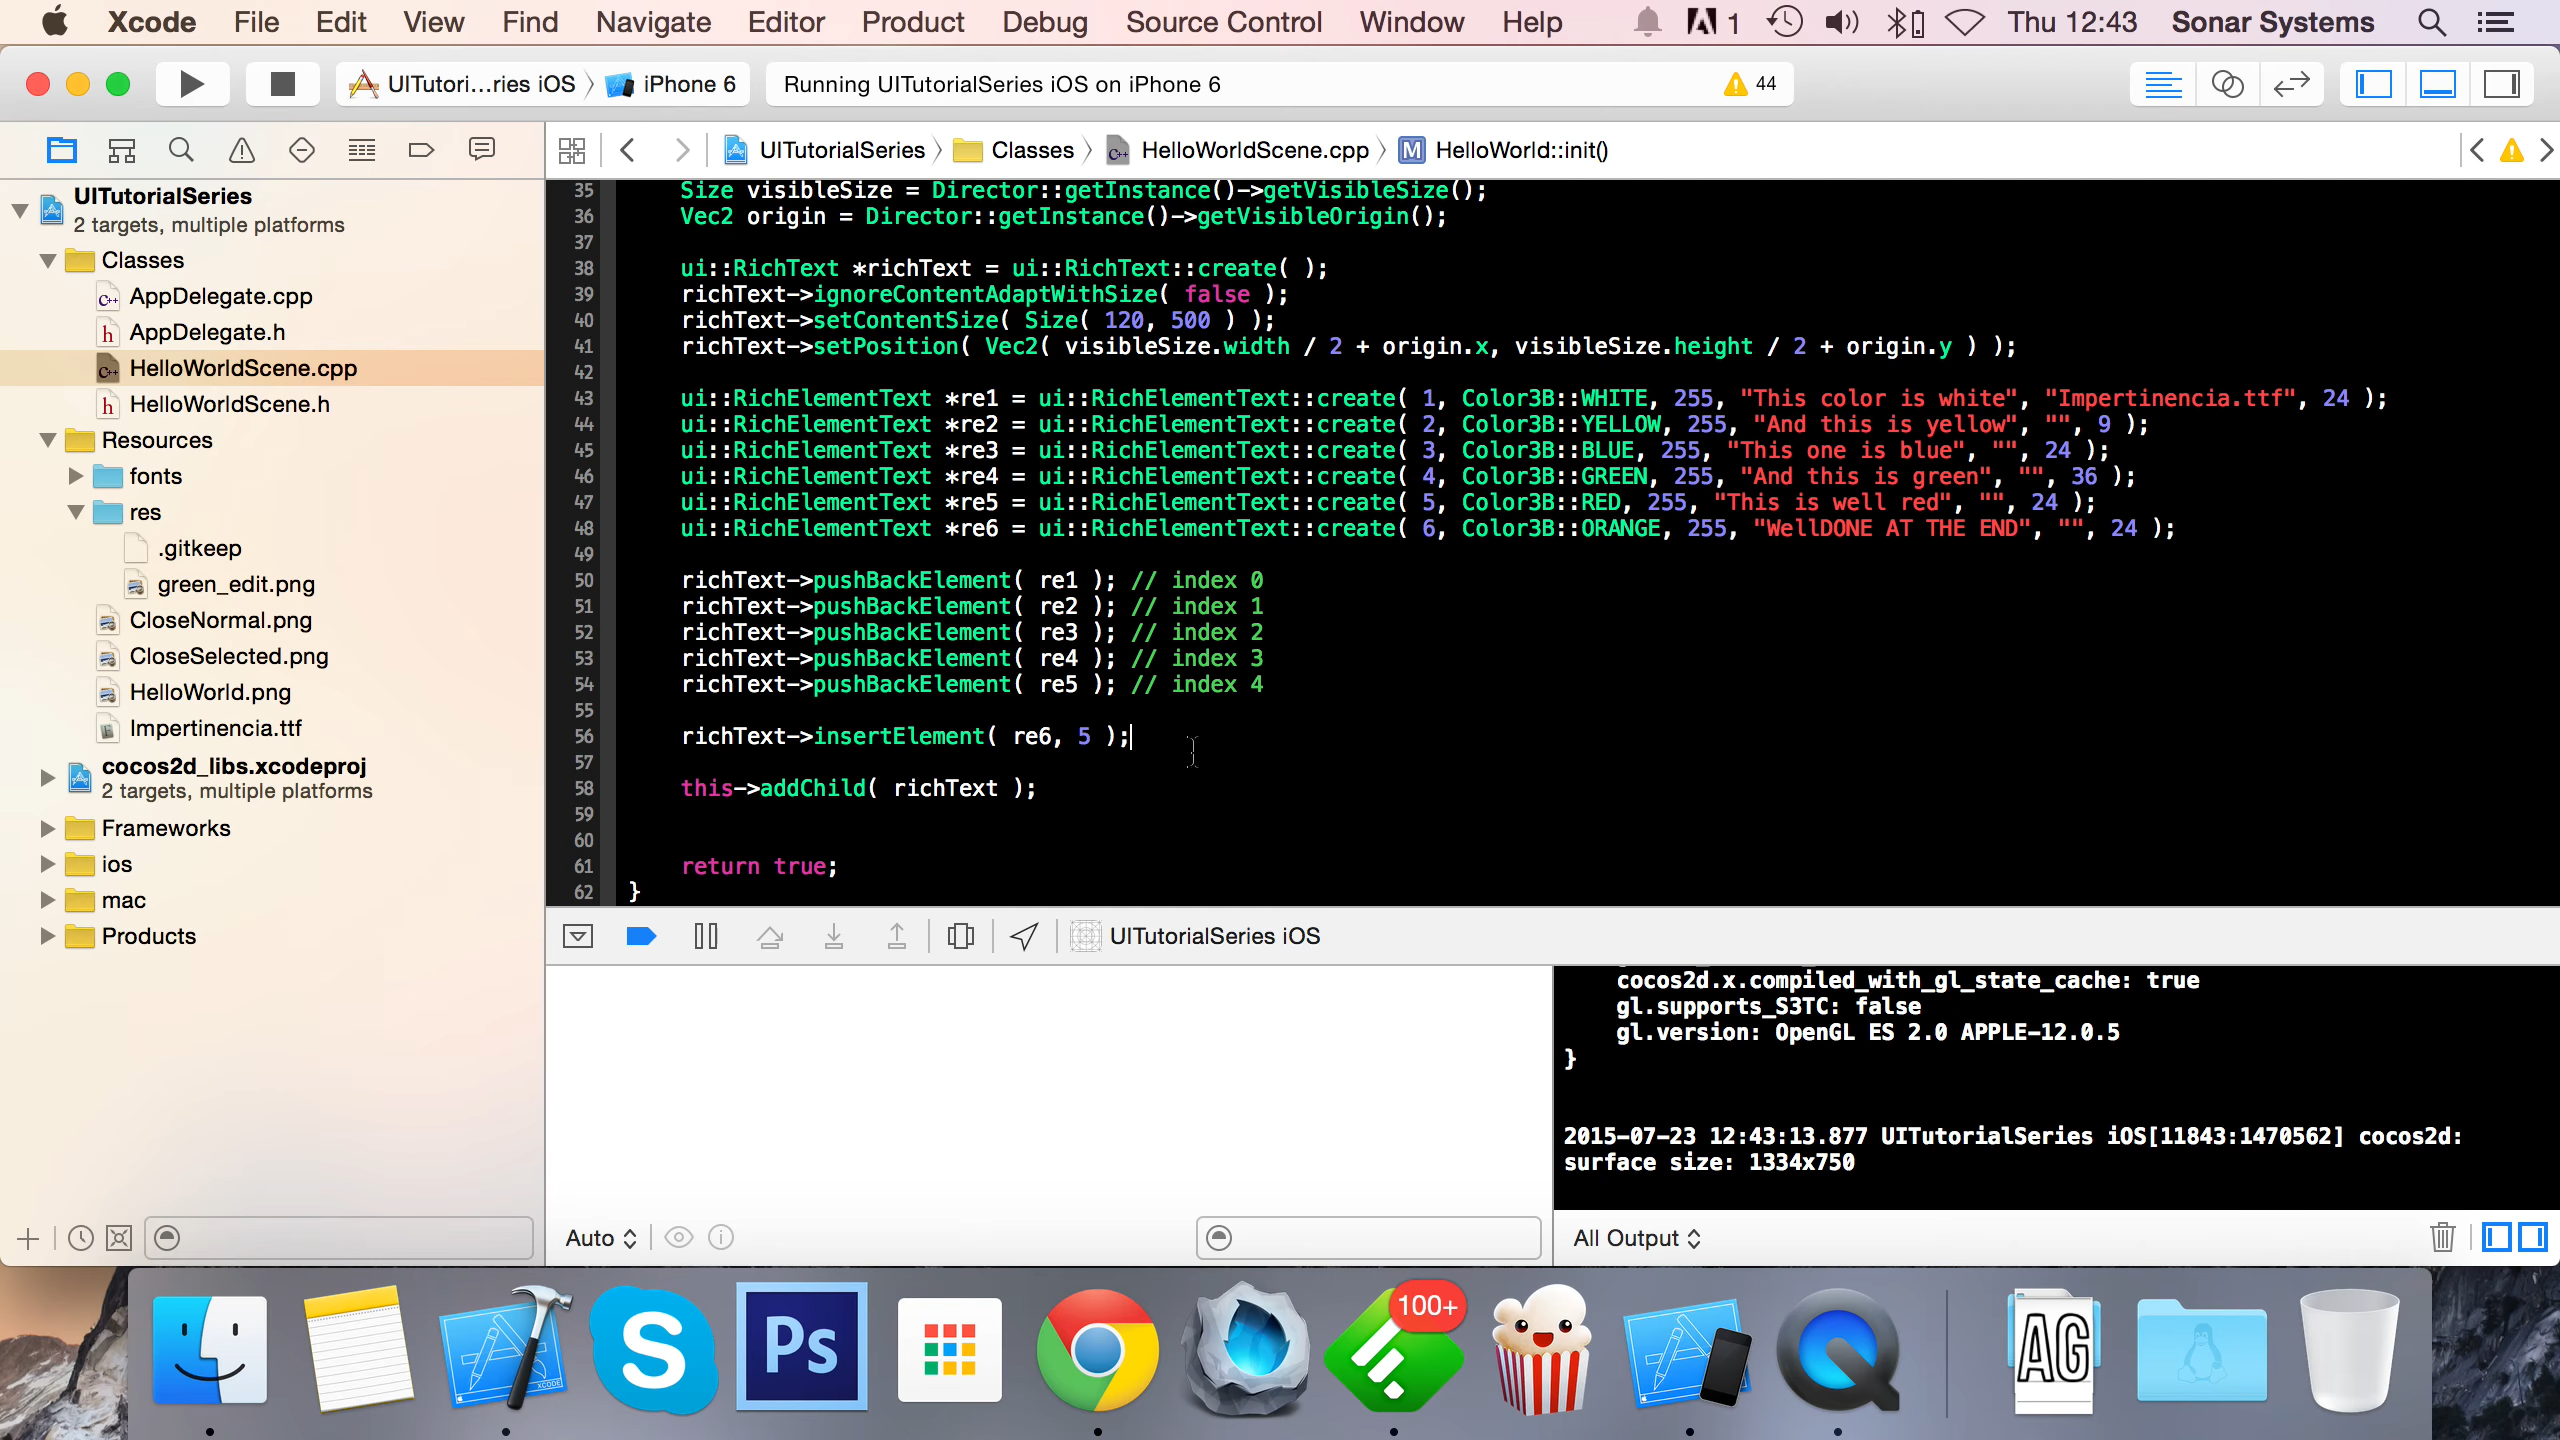 Xcode File Edit View Find Navigate Editor Product Debug Source Control Window Help 1 Thu 12:43 Sonar Systems
UITutori...ries iOS iPhone 6 Running UITutorialSeries iOS on iPhone 6 44
UITutorialSeries Classes HelloWorldScene.cpp M HelloWorld::init()
UITutorialSeries
2 targets, multiple platforms
Classes
AppDelegate.cpp
AppDelegate.h
HelloWorldScene.cpp
HelloWorldScene.h
Resources
fonts
res
.gitkeep
green_edit.png
CloseNormal.png
CloseSelected.png
HelloWorld.png
Impertinencia.ttf
cocos2d_libs.xcodeproj
2 targets, multiple platforms
Frameworks
ios
mac
Products
35 Size visibleSize = Director::getInstance()->getVisibleSize();
36 Vec2 origin = Director::getInstance()->getVisibleOrigin();
37
38 ui::RichText *richText = ui::RichText::create( );
39 richText->ignoreContentAdaptWithSize( false );
40 richText->setContentSize( Size( 120, 500 ) );
41 richText->setPosition( Vec2( visibleSize.width / 2 + origin.x, visibleSize.height / 2 + origin.y ) );
42
43 ui::RichElementText *re1 = ui::RichElementText::create( 1, Color3B::WHITE, 255, "This color is white", "Impertinencia.ttf", 24 );
44 ui::RichElementText *re2 = ui::RichElementText::create( 2, Color3B::YELLOW, 255, "And this is yellow", "", 9 );
45 ui::RichElementText *re3 = ui::RichElementText::create( 3, Color3B::BLUE, 255, "This one is blue", "", 24 );
46 ui::RichElementText *re4 = ui::RichElementText::create( 4, Color3B::GREEN, 255, "And this is green", "", 36 );
47 ui::RichElementText *re5 = ui::RichElementText::create( 5, Color3B::RED, 255, "This is well red", "", 24 );
48 ui::RichElementText *re6 = ui::RichElementText::create( 6, Color3B::ORANGE, 255, "WellDONE AT THE END", "", 24 );
49
50 richText->pushBackElement( re1 ); // index 0
51 richText->pushBackElement( re2 ); // index 1
52 richText->pushBackElement( re3 ); // index 2
53 richText->pushBackElement( re4 ); // index 3
54 richText->pushBackElement( re5 ); // index 4
55
56 richText->insertElement( re6, 5 );
57
58 this->addChild( richText );
59
60
61 return true;
62 }
UITutorialSeries iOS
cocos2d.x.compiled_with_gl_state_cache: true
gl.supports_S3TC: false
gl.version: OpenGL ES 2.0 APPLE-12.0.5
}
2015-07-23 12:43:13.877 UITutorialSeries iOS[11843:1470562] cocos2d:
surface size: 1334x750
Auto
All Output
100+
XCODE
S
Ps
AG